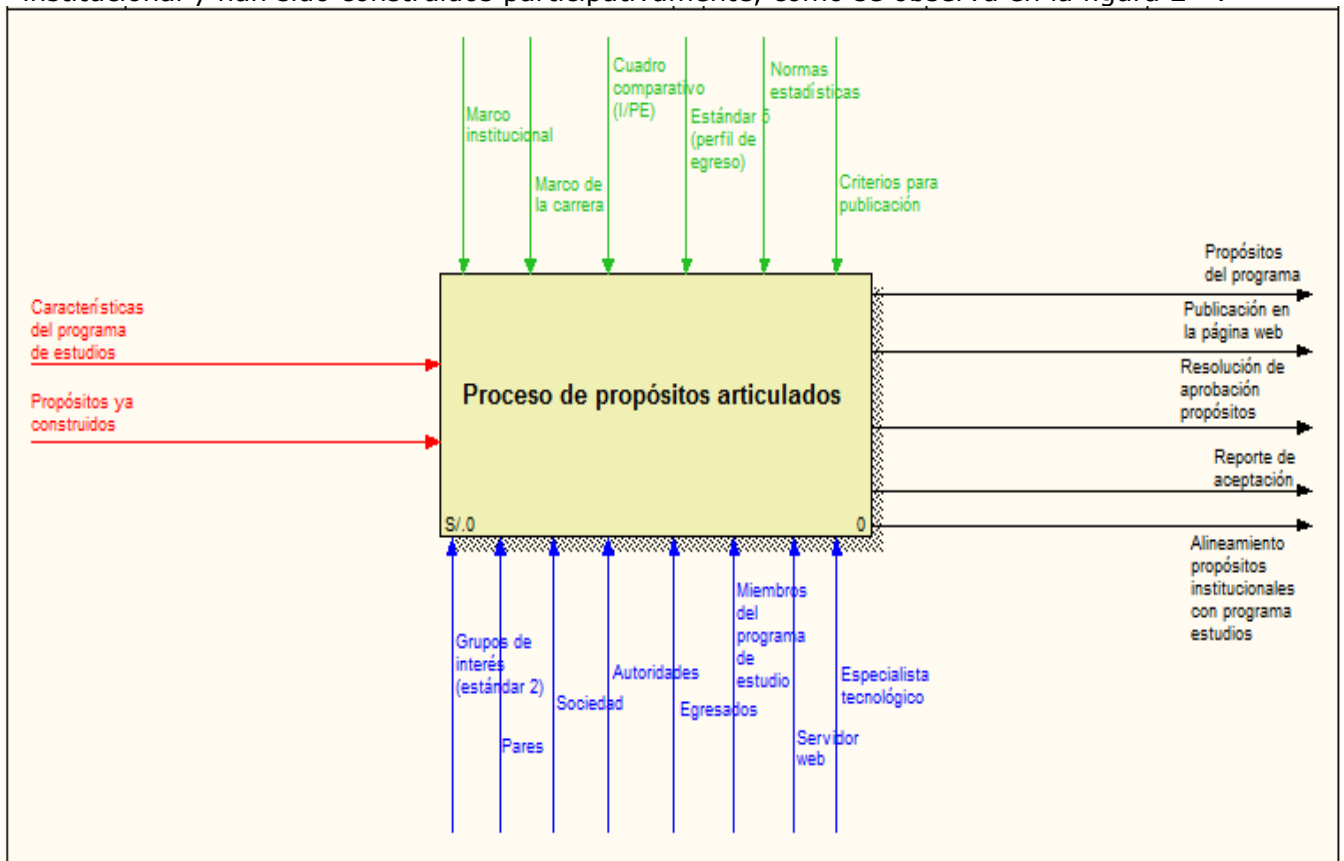 institucional y han sido construidos participativamente, como se observa en la figura 2
Cuadro
comparativo
(I/PE)
Normas
estadísticas
Marco
institucional
Estándar 5
(perfil de
egreso)
Marco de
la carrera
Criterios para
publicación
Características
del programa
de estudios
Propósitos ya
construidos
Proceso de propósitos articulados
S/.0
0
Propósitos
del programa
Publicación en
la página web
Resolución de
aprobación
propósitos
Reporte de
aceptación
Alineamiento
propósitos
institucionales
con programa
estudios
Grupos de
interés
(estándar 2)
Pares
Sociedad
Autoridades
Egresados
Miembros
del
programa
de
estudio
Servidor
web
Especialista
tecnológico